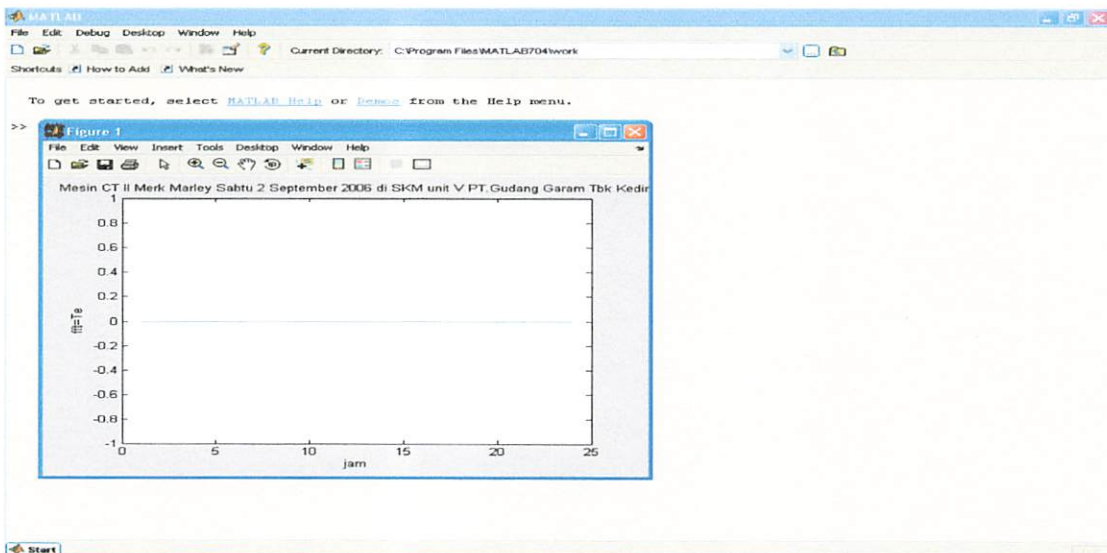 MATLAB
File Edit Debug Desktop Window Help
Current Directory: C:\Program Files\MATLAB704\work
Shortcuts How to Add What's New
To get started, select MATLAB Help or Demos from the Help menu.
>>
Figure 1
File Edit View Insert Tools Desktop Window Help
Mesin CT II Merk Marley Sabtu 2 September 2006 di SKM unit V PT.Gudang Garam Tbk Kedir
1
0.8
0.6
0.4
0.2
0
-0.2
-0.4
-0.6
-0.8
-1
0 5 10 15 20 25
jam
Start